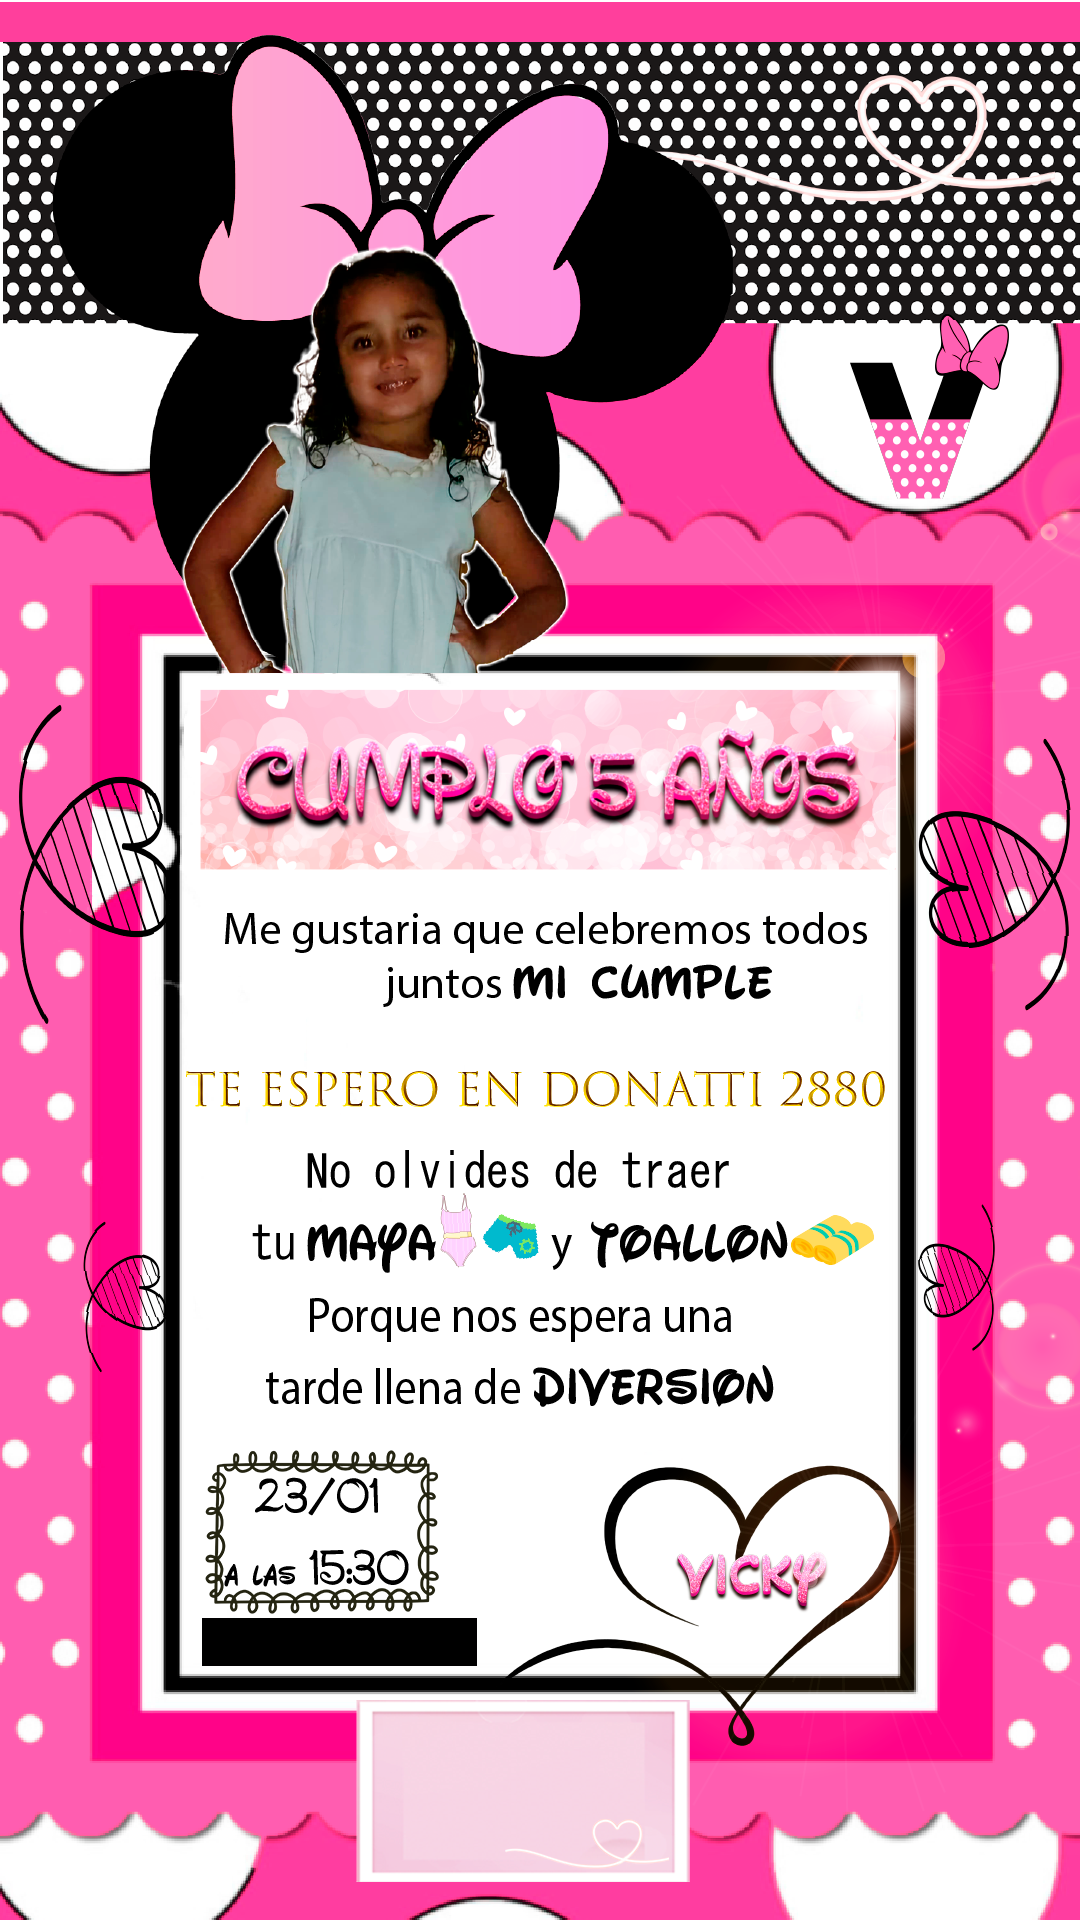 V
CUMPLO 5 AÑOS
Me gustaria que celebremos todos
juntos MI CUMPLE
TE ESPERO EN DONATTI 2880
No olvides de traer
tu MAYA y TOALLON
Porque nos espera una
tarde llena de DIVERSION
23/01
A LAS 15:30
VICKY